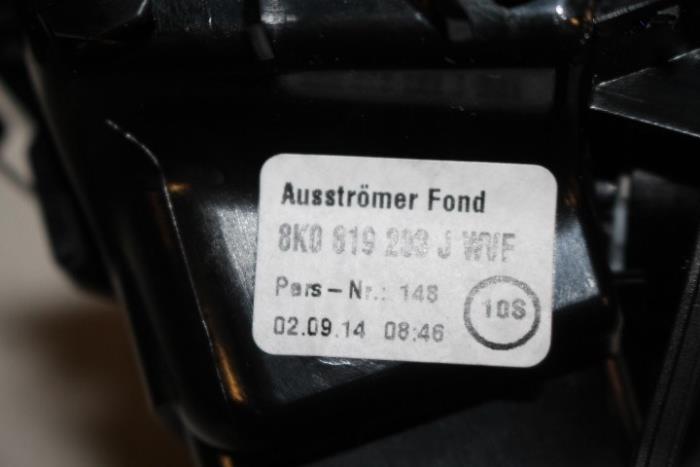 Ausströmer Fond
8K0 819 203 J WVF
Pers-Nr.: 148
10S
02.09.14 08:46